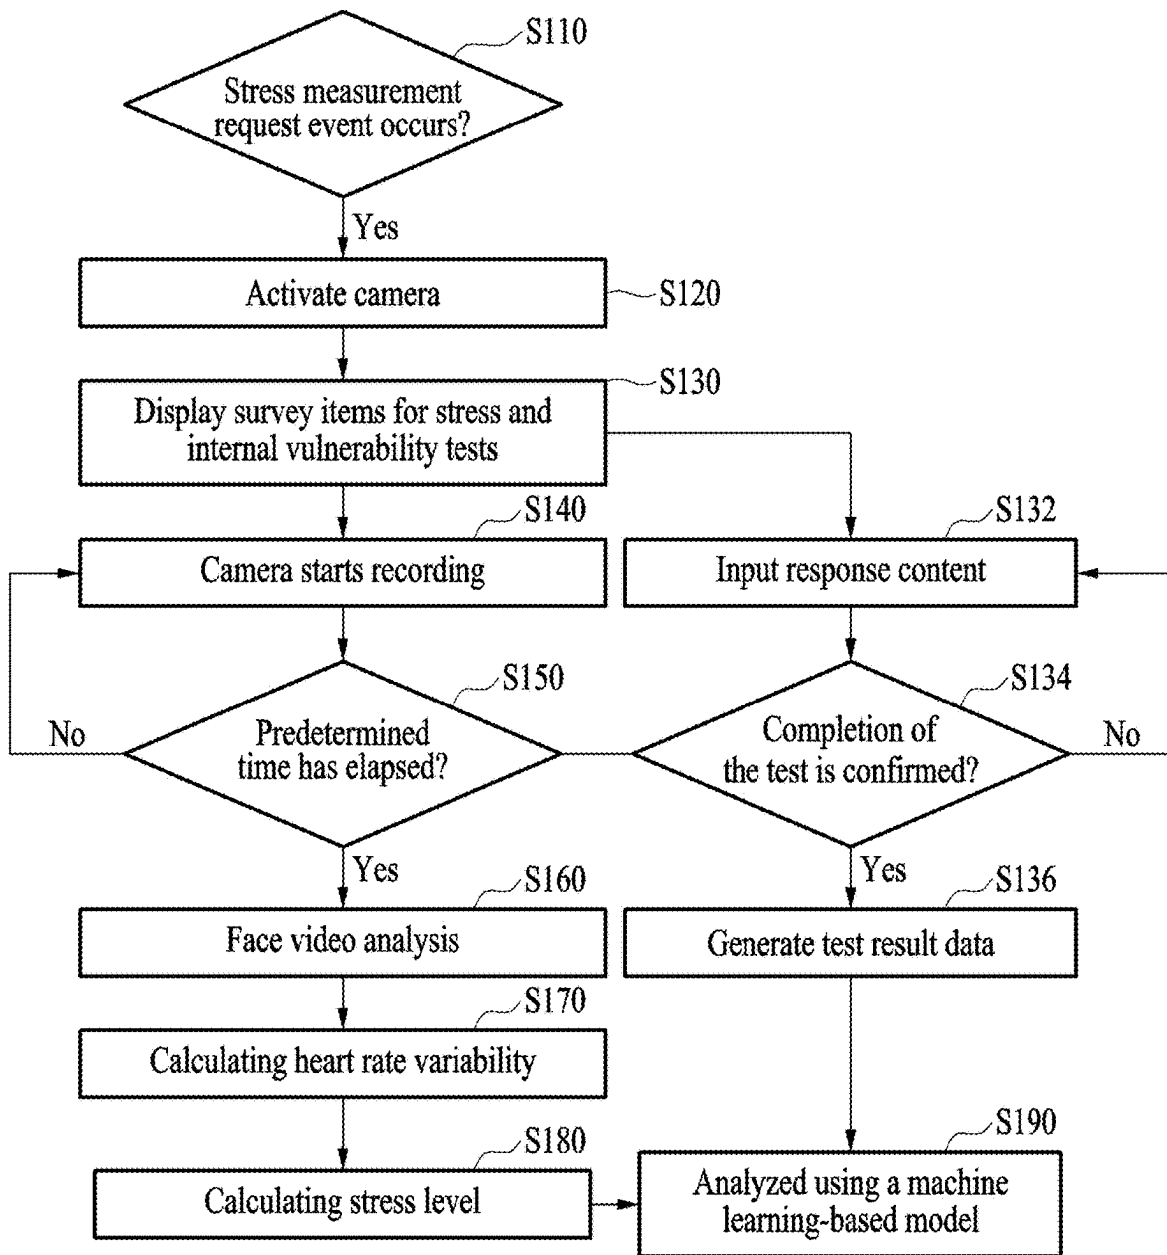 S110
Stress measurement
request event occurs?
Yes
Activate camera
S120
S130
Display survey items for stress and
internal vulnerability tests
S140
Camera starts recording
S132
Input response content
S150
Predetermined
time has elapsed?
No
S134
Completion of
the test is confirmed?
No
Yes
S160
Face video analysis
Yes
S136
Generate test result data
S170
Calculating heart rate variability
S180
Calculating stress level
S190
Analyzed using a machine
learning-based model